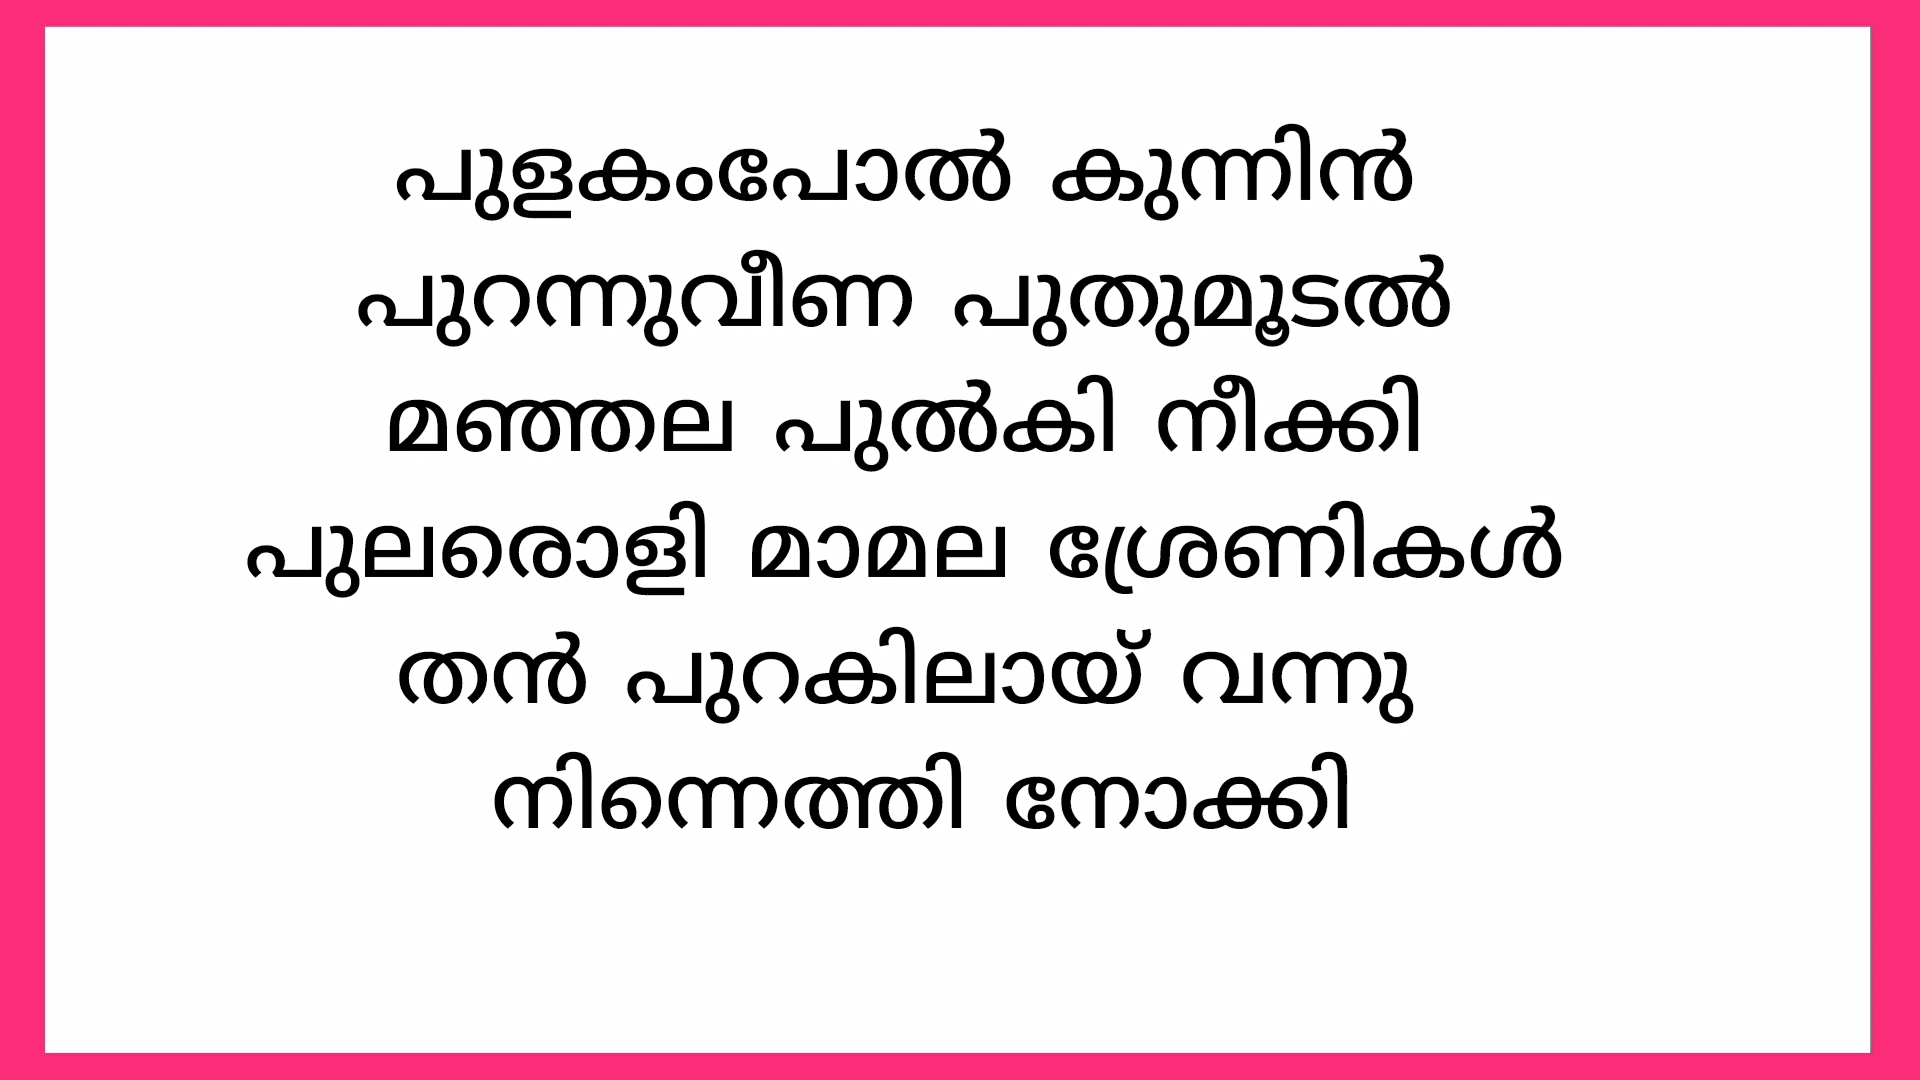 പുളകംപോൽ കുന്നിൻ
പുറന്നുവീണ പുതുമൂടൽ
മഞ്ഞല പുൽകി നീക്കി
പുലരൊളി മാമല ശ്രേണികൾ
തൻ പുറകിലായ് വന്നു
നിന്നെത്തി നോക്കി